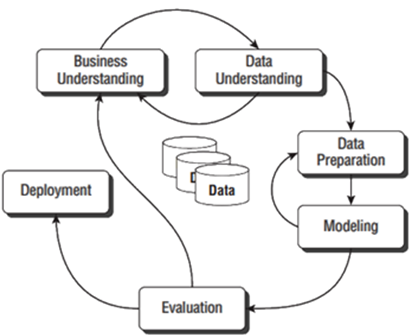 Business
Understanding
Data
Understanding
Data
Preparation
D
Data
Deployment
Modeling
Evaluation